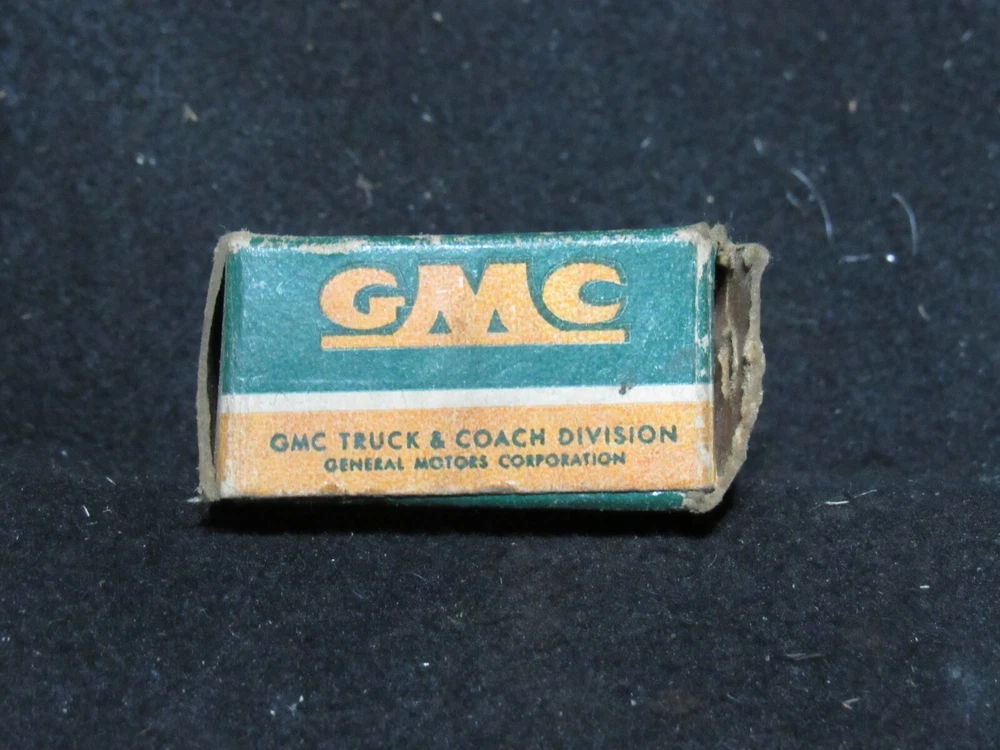 GMC
GMC TRUCK & COACH DIVISION
GENERAL MOTORS CORPORATION